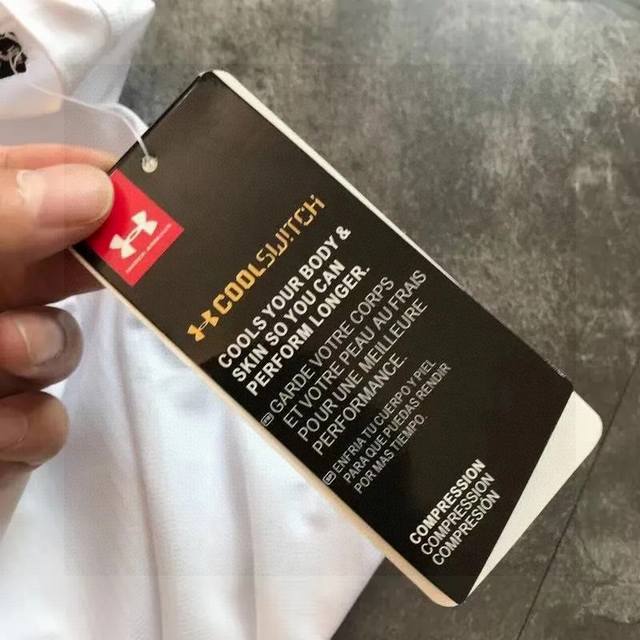 COOLSWITCH
COOLS YOUR BODY &
SKIN SO YOU CAN
PERFORM LONGER.
GARDE VOTRE CORPS
ET VOTRE PEAU AU FRAIS
POUR UNE MEILLEURE
PERFORMANCE.
ENFRIA TU CUERPO Y PIEL
PARA QUE PUEDAS RENDIR
POR MAS TIEMPO.
COMPRESSION
COMPRESSION
COMPRESIÓN